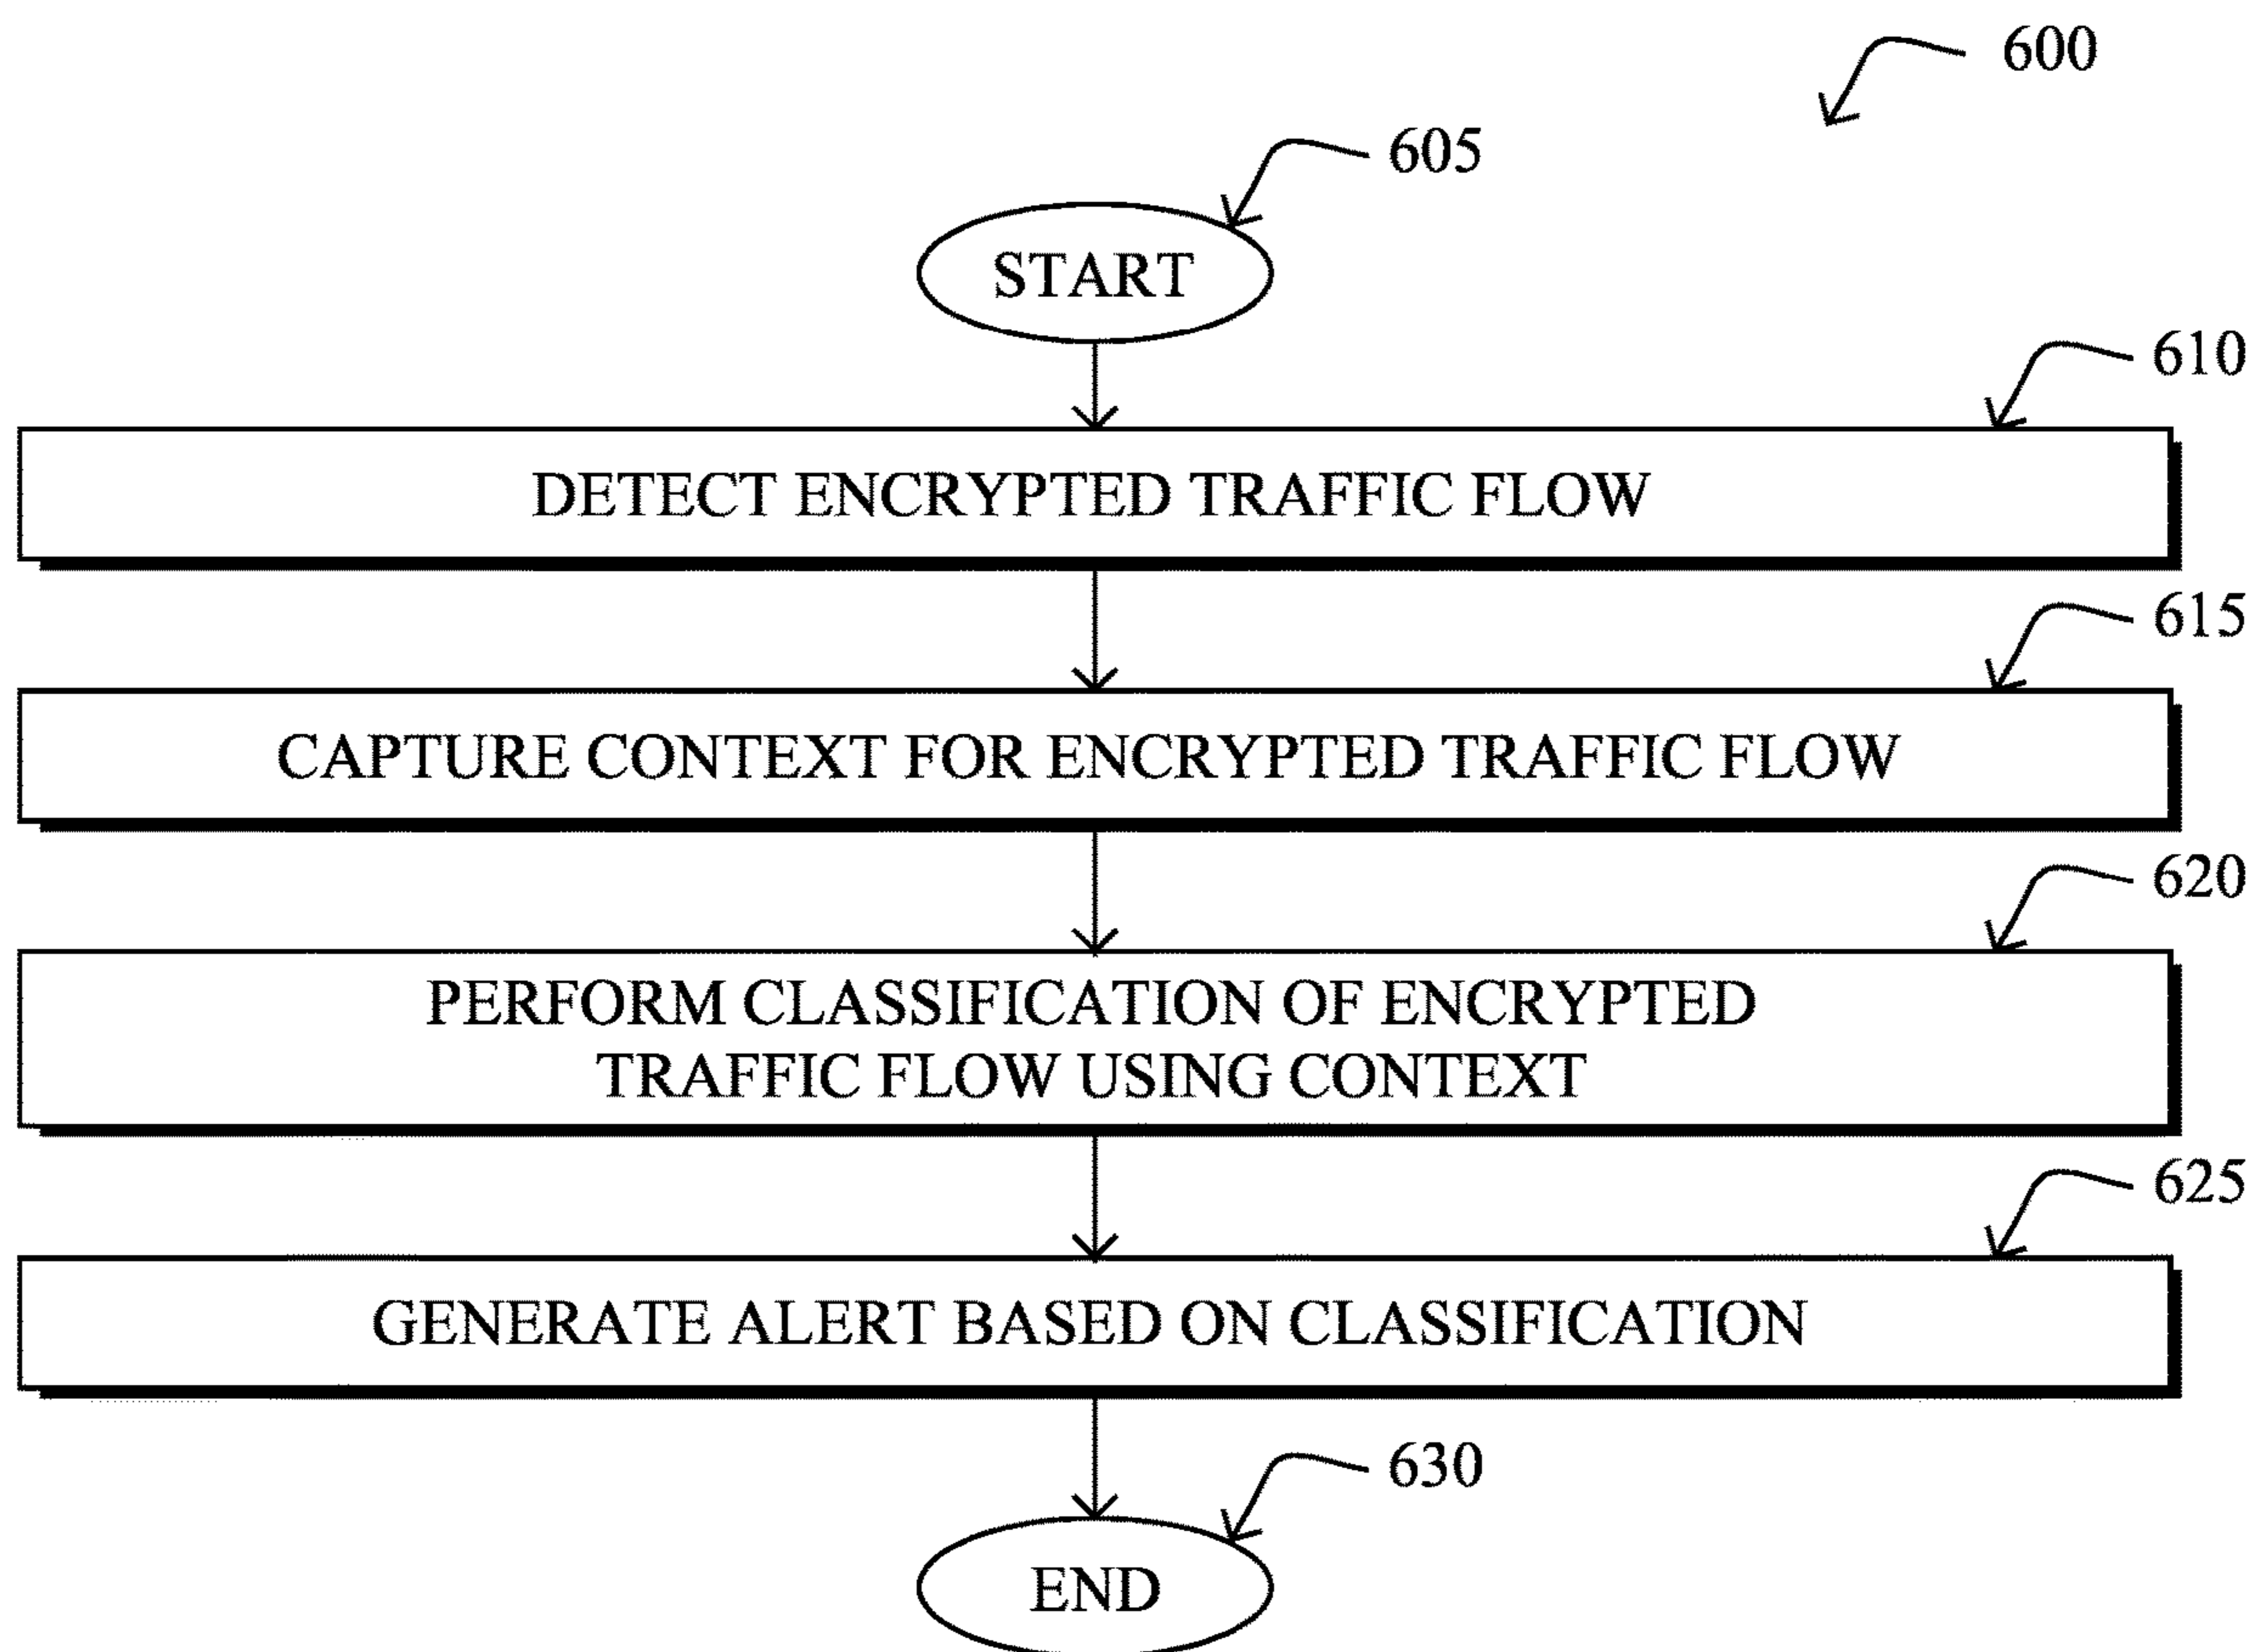 600
605
START
610
DETECT ENCRYPTED TRAFFIC FLOW
615
CAPTURE CONTEXT FOR ENCRYPTED TRAFFIC FLOW
620
PERFORM CLASSIFICATION OF ENCRYPTED
TRAFFIC FLOW USING CONTEXT
625
GENERATE ALERT BASED ON CLASSIFICATION
630
END